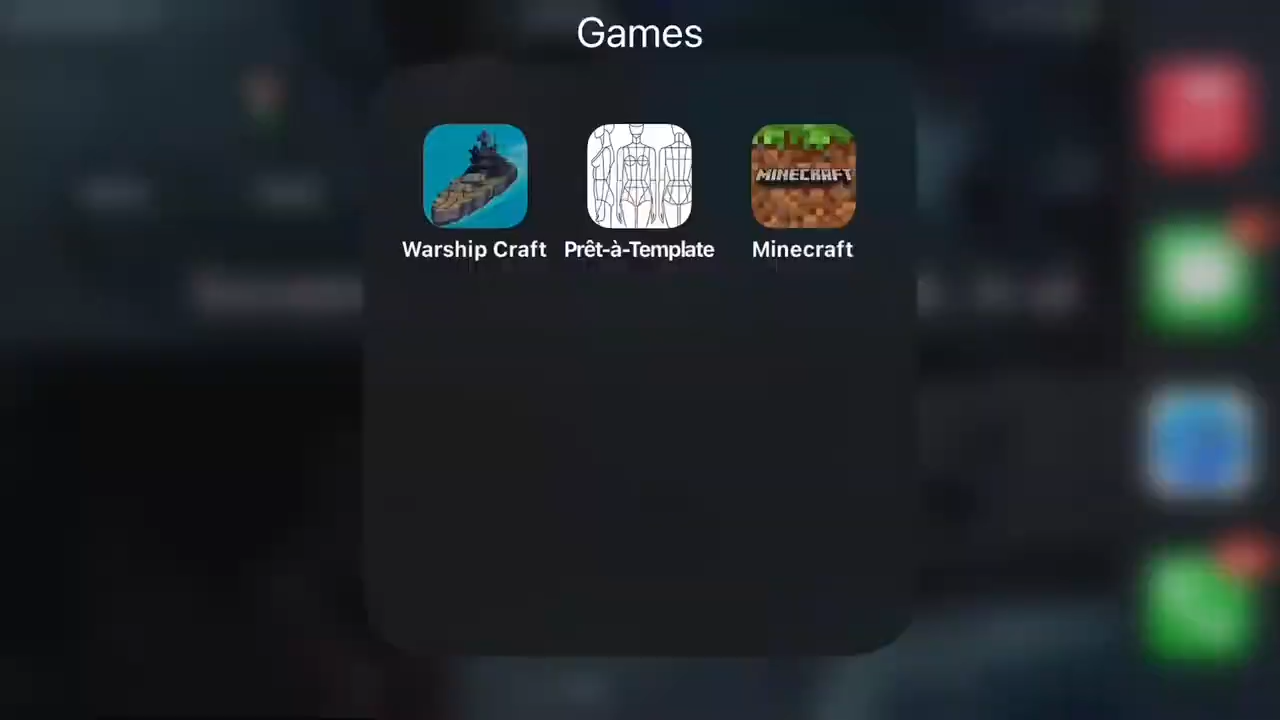 Games
MINECRAFT
Warship Craft
Prêt-à-Template
Minecraft